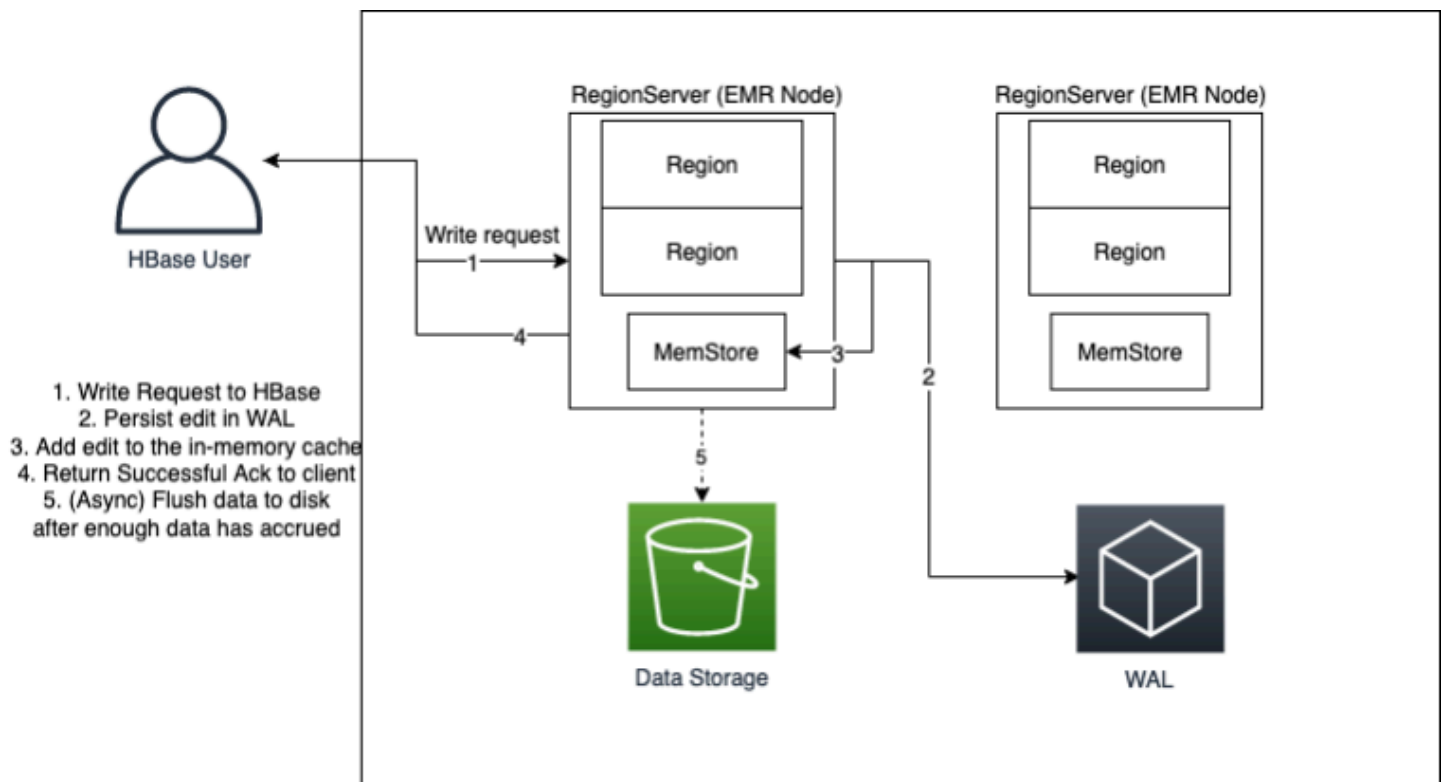 RegionServer (EMR Node)
RegionServer (EMR Node)
Region
Region
Region
Region
HBase User
Write request
1
4
MemStore
3
2
MemStore
1. Write Request to HBase
2. Persist edit in WAL
3. Add edit to the in-memory cache
4. Return Successful Ack to client
5. (Async) Flush data to disk
after enough data has accrued
5
Data Storage
WAL